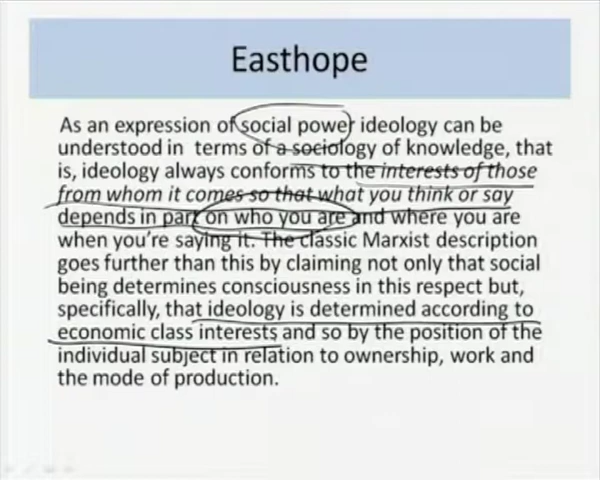 Easthope
As an expression of social power ideology can be
understood in terms of a sociology of knowledge, that
is, ideology always conforms to the interests of those
from whom it comes so that what you think or say
depends in part on who you are and where you are
when you're saying it. The classic Marxist description
goes further than this by claiming not only that social
being determines consciousness in this respect but,
specifically, that ideology is determined according to
economic class interests and so by the position of the
individual subject in relation to ownership, work and
the mode of production.